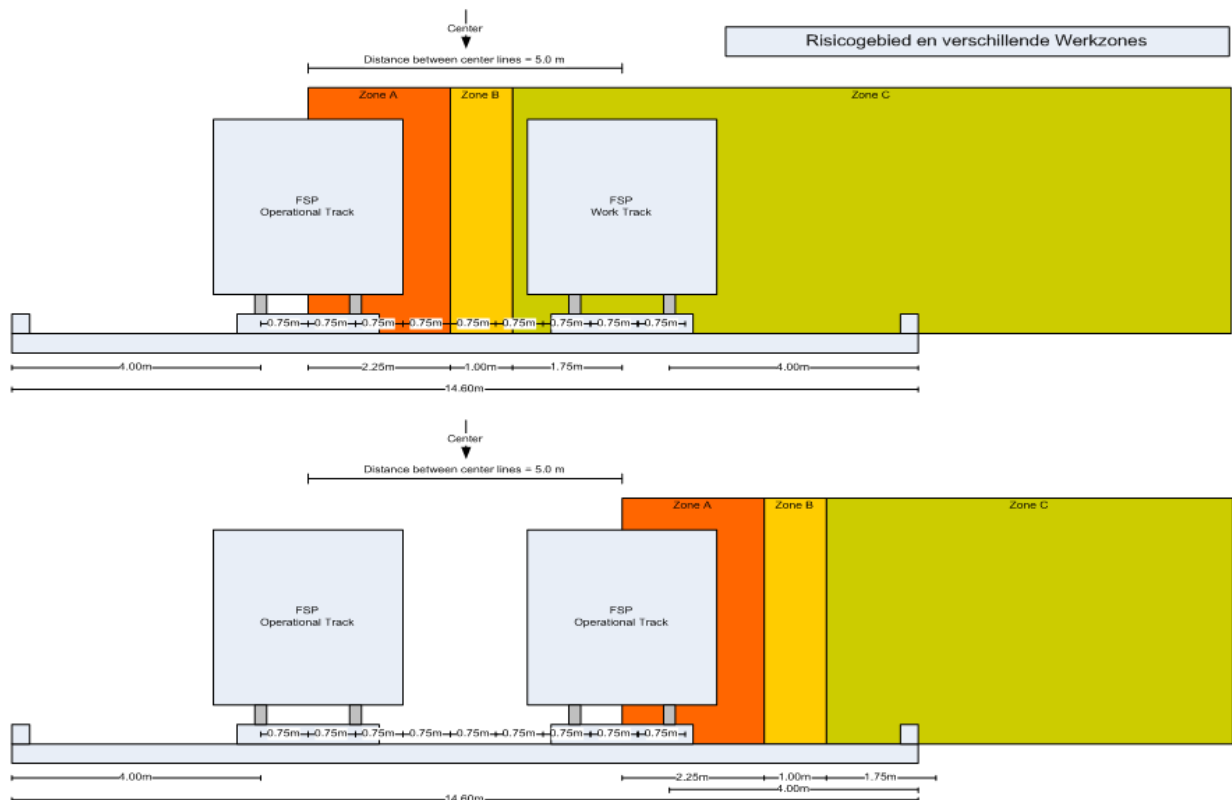 Center
Risicogebied en verschillende Werkzones
Distance between center lines = 5.0 m
Zone A Zone B Zone C
FSP
Operational Track
FSP
Work Track
0.75m 0.75m 0.75m 0.75m 0.75m 0.75m 0.75m 0.75m 0.75m
4.00m 2.25m 1.00m 1.75m 4.00m
14.60m
Center
Distance between center lines = 5.0 m
Zone A Zone B Zone C
FSP
Operational Track
FSP
Operational Track
0.75m 0.75m 0.75m 0.75m 0.75m 0.75m 0.75m 0.75m 0.75m
4.00m 2.25m 1.00m 1.75m
4.00m
14.60m